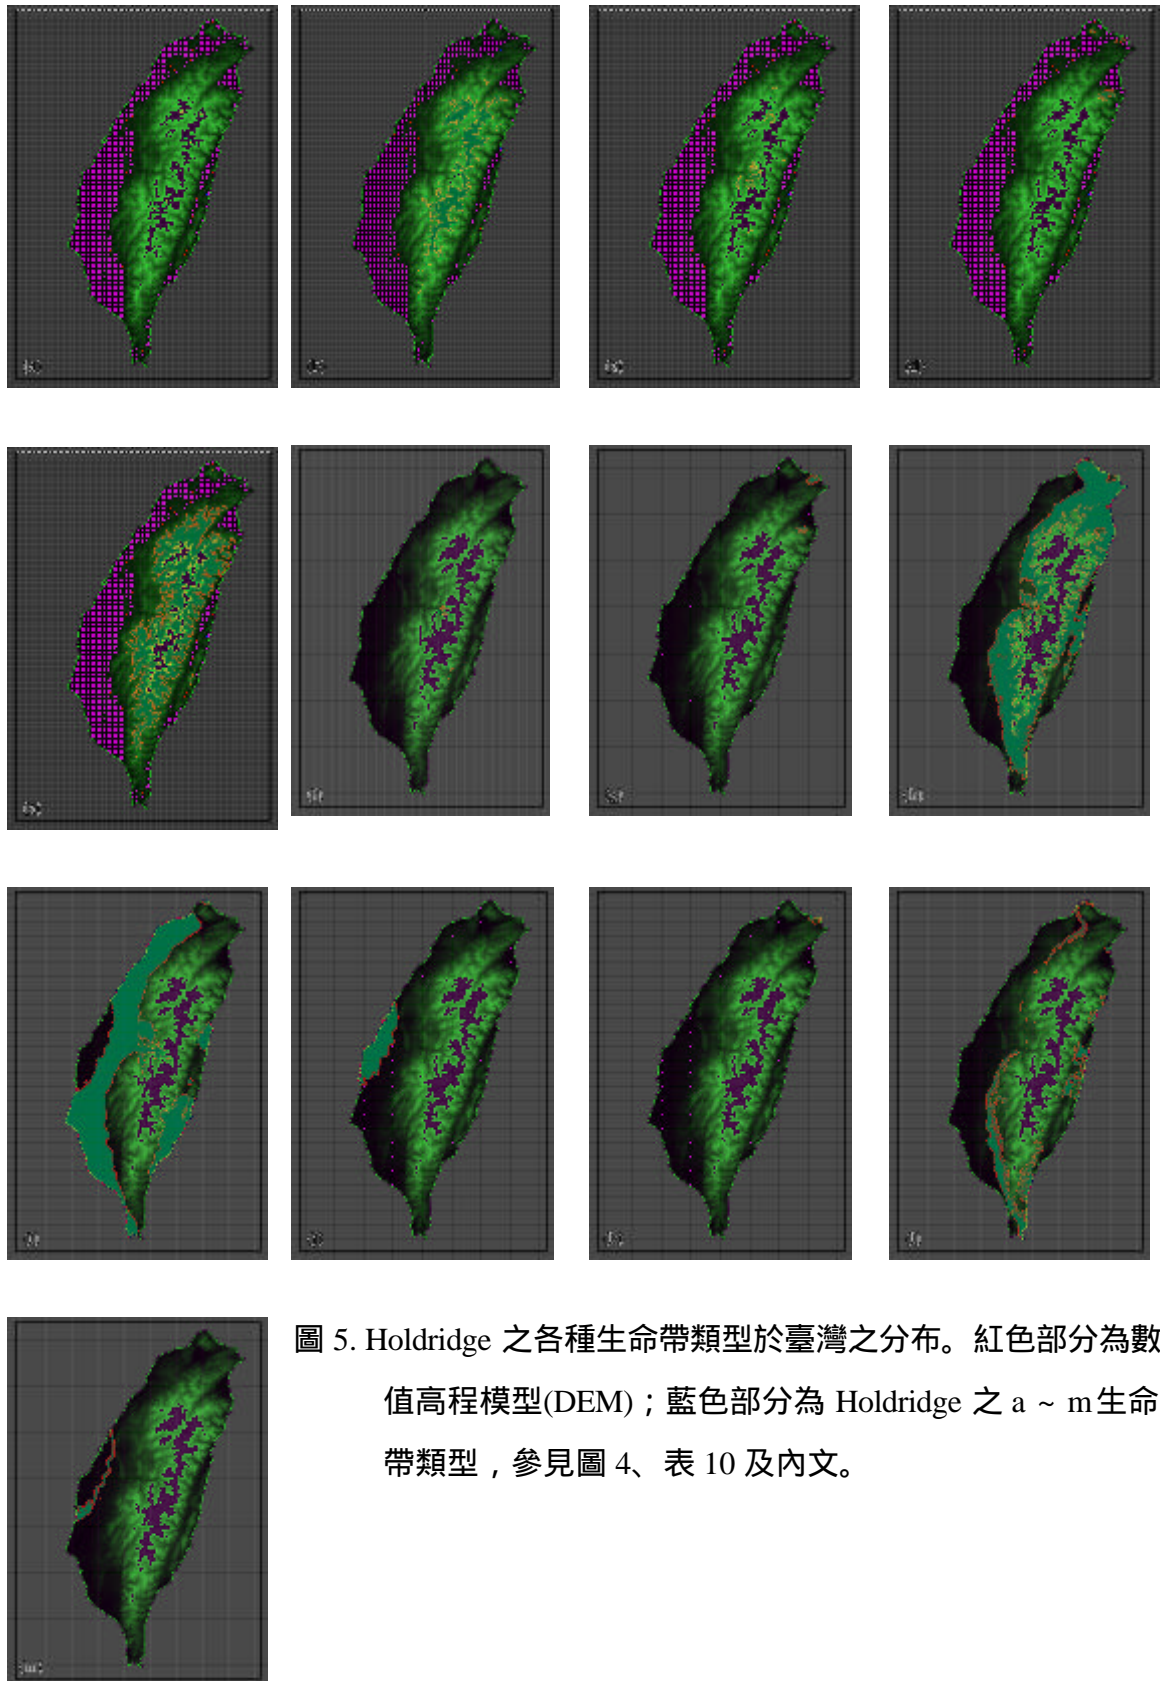 圖 5. Holdridge 之各種生命帶類型於臺灣之分布。紅色部分為數
值高程模型(DEM)；藍色部分為 Holdridge 之 a ~ m生命
帶類型，參見圖 4、表 10 及內文。